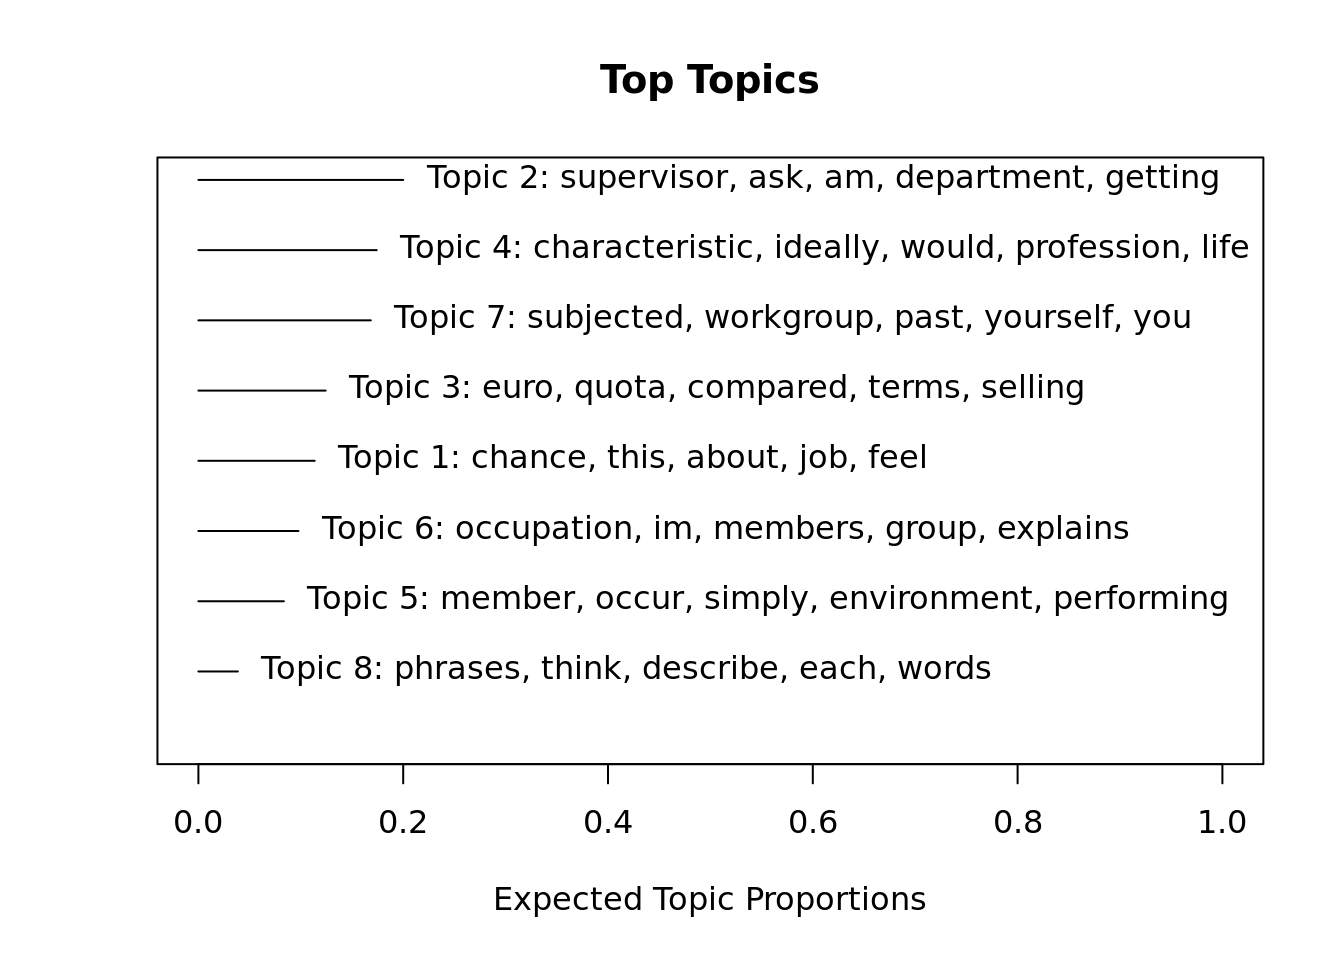 Top Topics
Topic 2: supervisor, ask, am, department, getting
Topic 4: characteristic, ideally, would, profession, life
Topic 7: subjected, workgroup, past, yourself, you
Topic 3: euro, quota, compared, terms, selling
Topic 1: chance, this, about, job, feel
Topic 6: occupation, im, members, group, explains
Topic 5: member, occur, simply, environment, performing
Topic 8: phrases, think, describe, each, words
0.0 0.2 0.4 0.6 0.8 1.0
Expected Topic Proportions